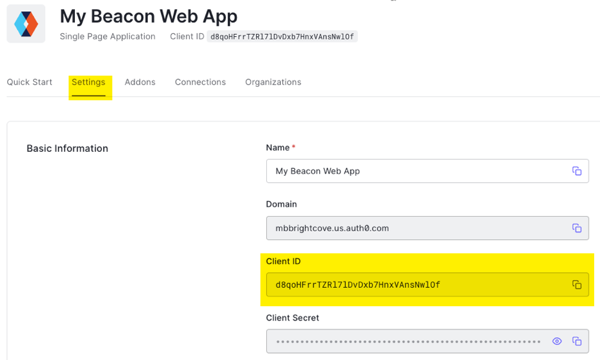 My Beacon Web App
Single Page Application Client ID d8qoHFrrTZRl7lDvDxb7HnxVAnsNwlOf
Quick Start Settings Addons Connections Organizations
Basic Information
Name *
My Beacon Web App
Domain
mbbrightcove.us.auth0.com
Client ID
d8qoHFrrTZRl7lDvDxb7HnxVAnsNwlOf
Client Secret